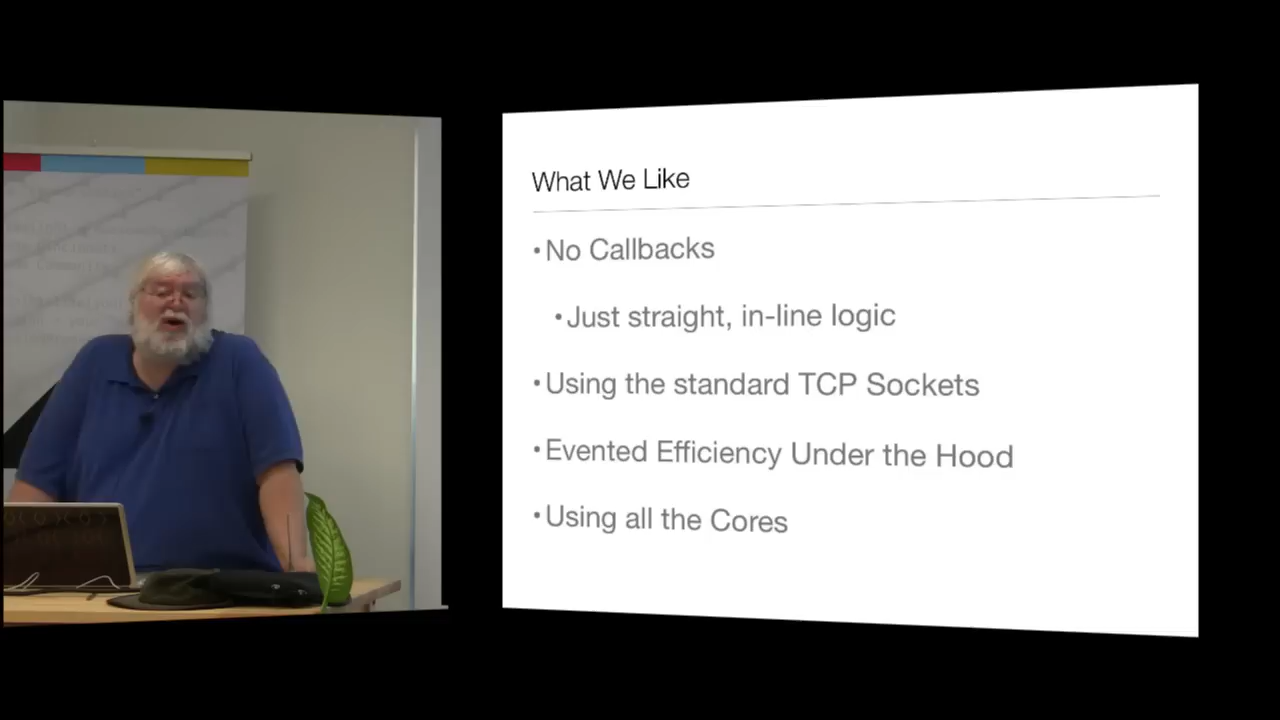 What We Like
•No Callbacks
•Just straight, in-line logic
•Using the standard TCP Sockets
•Evented Efficiency Under the Hood
•Using all the Cores